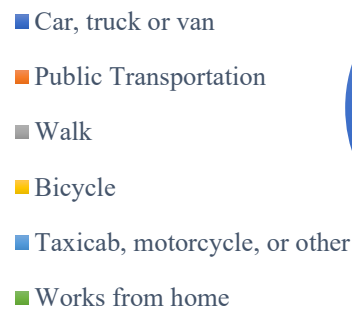 Car, truck or van
Public Transportation
Walk
Bicycle
Taxicab, motorcycle, or other
Works from home